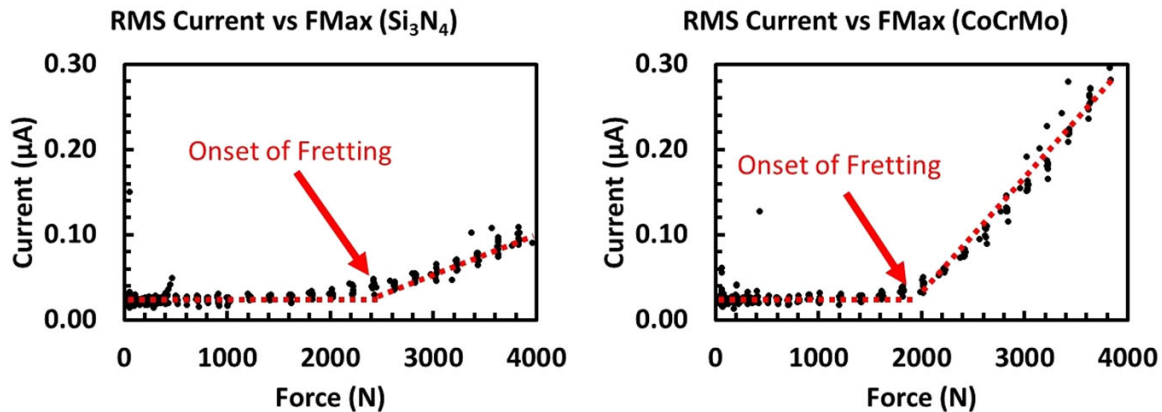 RMS Current vs FMax (Si₃N₄)
0.30
0.20
0.10
0.00
Current (µA)
Onset of Fretting
0
1000
2000
3000
4000
Force (N)
RMS Current vs FMax (CoCrMo)
0.30
0.20
0.10
0.00
Current (µA)
Onset of Fretting
0
1000
2000
3000
4000
Force (N)